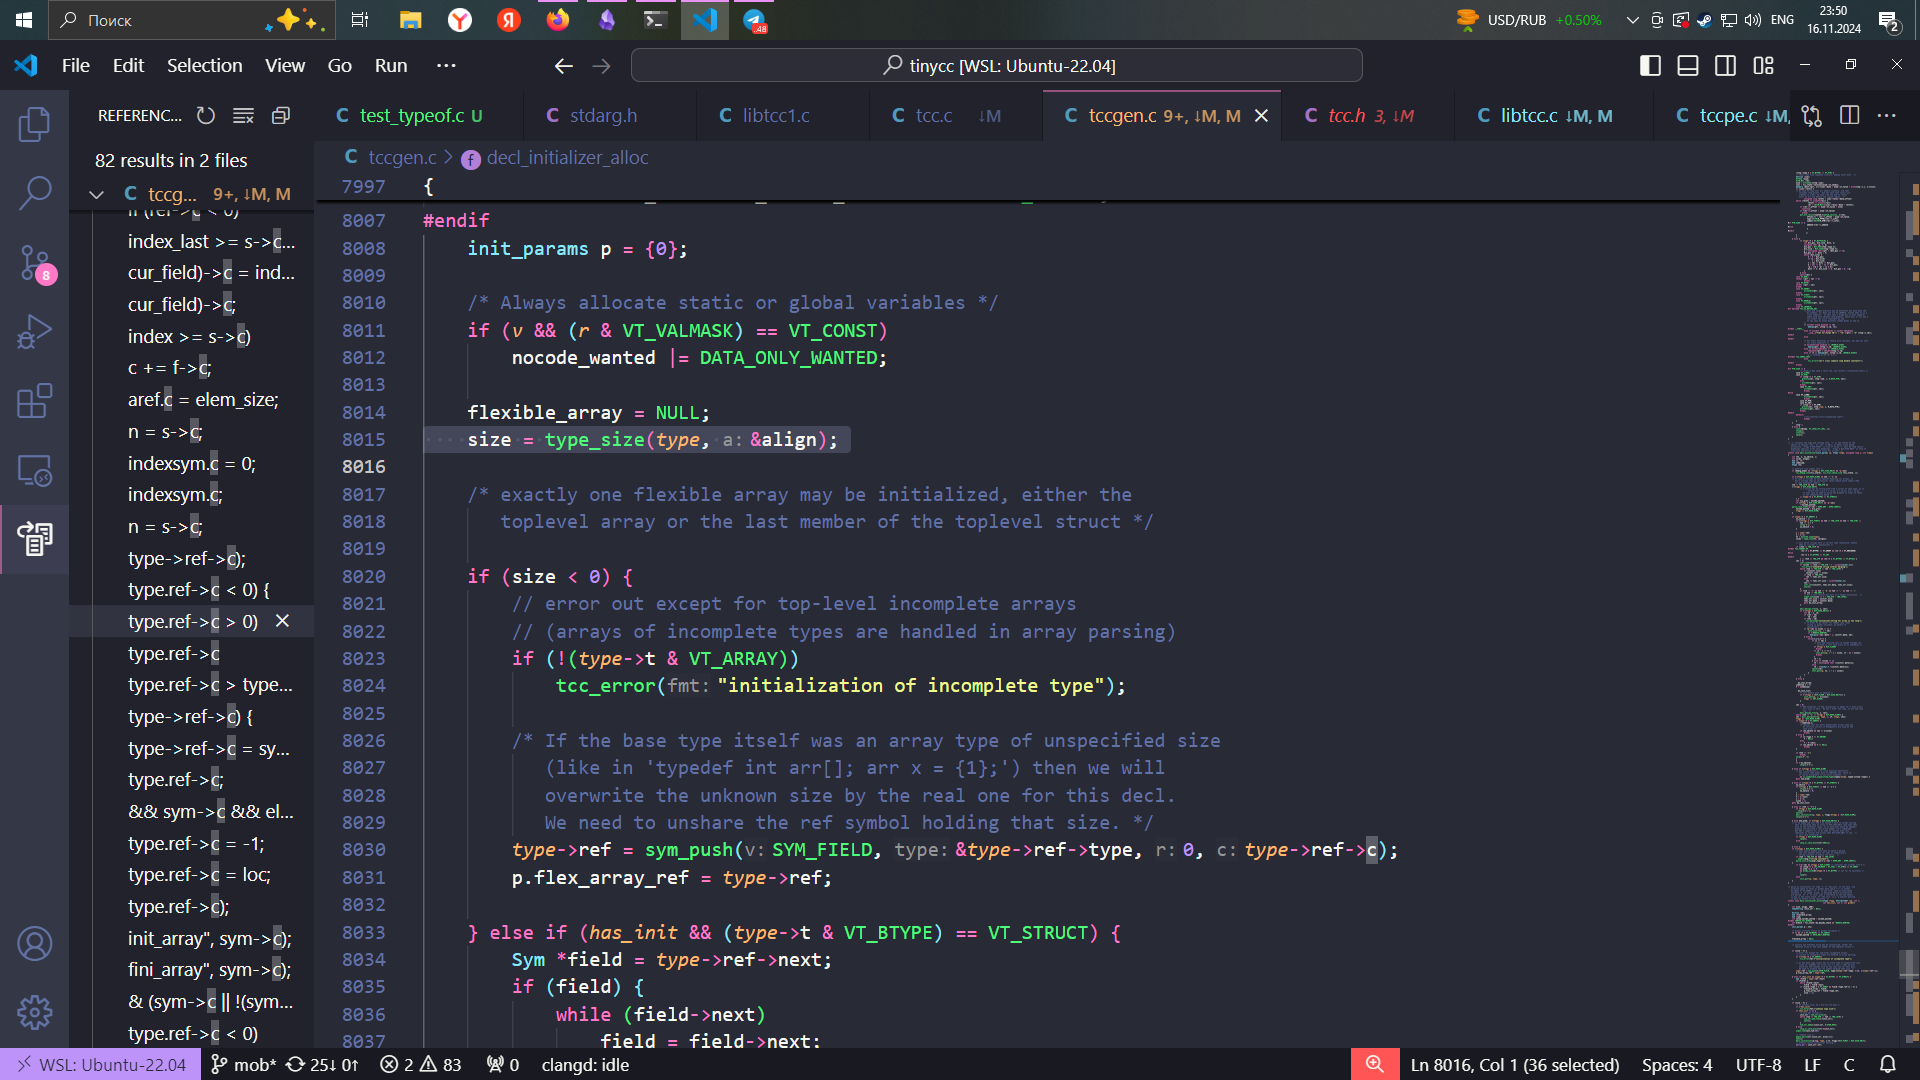 Поиск
48
USD/RUB +0.50%
ENG
23:50
16.11.2024
2
File Edit Selection View Go Run ···
tinycc [WSL: Ubuntu-22.04]
REFERENC...
C test_typeof.c U
C stdarg.h
C libtcc1.c
C tcc.c ↓M
C tccgen.c 9+, ↓M, M
C tcc.h 3, ↓M
C libtcc.c ↓M, M
C tccpe.c ↓M,
82 results in 2 files
C tccgen.c > f decl_initializer_alloc
C tccg... 9+, ↓M, M
if (ref->c < 0)
index_last >= s->c...
cur_field)->c = ind...
cur_field)->c;
index >= s->c)
c += f->c;
aref.c = elem_size;
n = s->c;
indexsym.c = 0;
indexsym.c;
n = s->c;
type->ref->c);
type.ref->c < 0) {
type.ref->c > 0)
type.ref->c
type.ref->c > type...
type->ref->c) {
type->ref->c = sy...
type.ref->c;
&& sym->c && el...
type.ref->c = -1;
type.ref->c = loc;
type.ref->c);
init_array", sym->c);
fini_array", sym->c);
& (sym->c || !(sym...
type.ref->c < 0)
8
7997 {
8007 #endif
8008 init_params p = {0};
8009
8010 /* Always allocate static or global variables */
8011 if (v && (r & VT_VALMASK) == VT_CONST)
8012 nocode_wanted |= DATA_ONLY_WANTED;
8013
8014 flexible_array = NULL;
8015 size = type_size(type, a: &align);
8016
8017 /* exactly one flexible array may be initialized, either the
8018 toplevel array or the last member of the toplevel struct */
8019
8020 if (size < 0) {
8021 // error out except for top-level incomplete arrays
8022 // (arrays of incomplete types are handled in array parsing)
8023 if (!(type->t & VT_ARRAY))
8024 tcc_error(fmt: "initialization of incomplete type");
8025
8026 /* If the base type itself was an array type of unspecified size
8027 (like in 'typedef int arr[]; arr x = {1};') then we will
8028 overwrite the unknown size by the real one for this decl.
8029 We need to unshare the ref symbol holding that size. */
8030 type->ref = sym_push(v: SYM_FIELD, type: &type->ref->type, r: 0, c: type->ref->c);
8031 p.flex_array_ref = type->ref;
8032
8033 } else if (has_init && (type->t & VT_BTYPE) == VT_STRUCT) {
8034 Sym *field = type->ref->next;
8035 if (field) {
8036 while (field->next)
8037 field = field->next;
WSL: Ubuntu-22.04 mob* 25↓ 0↑ 2 83 0 clangd: idle
Ln 8016, Col 1 (36 selected) Spaces: 4 UTF-8 LF C